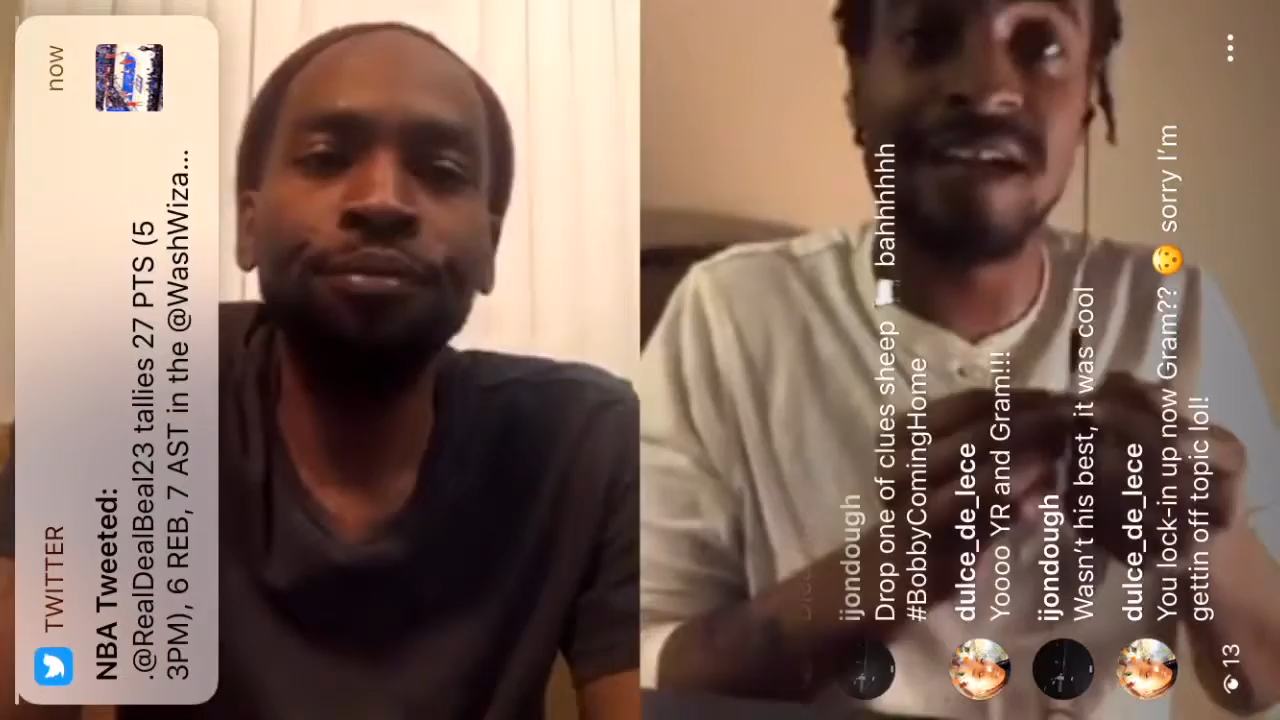 TWITTER
now
NBA Tweeted:
.@RealDealBeal23 tallies 27 PTS (5
3PM), 6 REB, 7 AST in the @WashWiza...
ijondough
Drop one of clues sheep bahhhhhh
#BobbyComingHome
dulce_de_lece
Yoooo YR and Gram!!!
ijondough
Wasn't his best, it was cool
dulce_de_lece
You lock-in up now Gram?? sorry I'm
gettin off topic lol!
13